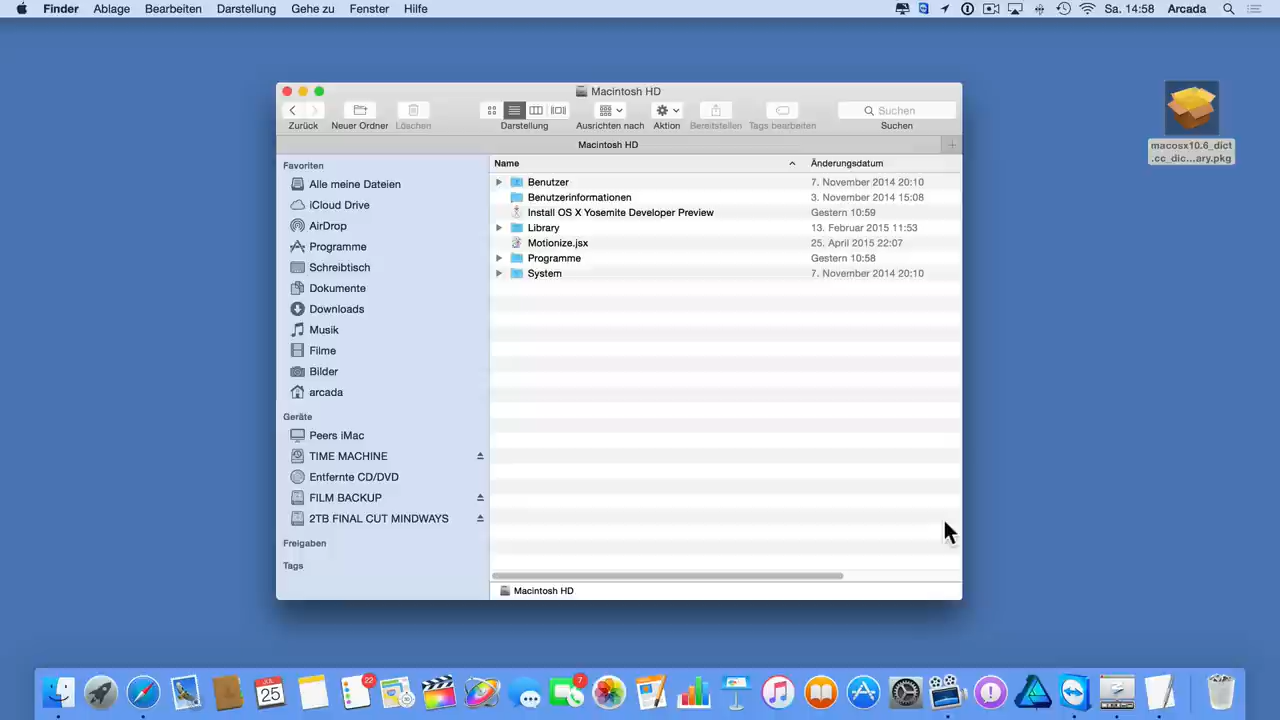 Finder Ablage Bearbeiten Darstellung Gehe zu Fenster Hilfe Sa. 14:58 Arcada
Macintosh HD
Suchen
Zurück Neuer Ordner Löschen Darstellung Ausrichten nach Aktion Bereitstellen Tags bearbeiten Suchen
Macintosh HD
macosx10.6_dict
.cc_dic...ary.pkg
Favoriten
Alle meine Dateien
iCloud Drive
AirDrop
Programme
Schreibtisch
Dokumente
Downloads
Musik
Filme
Bilder
arcada
Geräte
Peers iMac
TIME MACHINE
Entfernte CD/DVD
FILM BACKUP
2TB FINAL CUT MINDWAYS
Freigaben
Tags
Name Änderungsdatum
Benutzer 7. November 2014 20:10
Benutzerinformationen 3. November 2014 15:08
Install OS X Yosemite Developer Preview Gestern 10:59
Library 13. Februar 2015 11:53
Motionize.jsx 25. April 2015 22:07
Programme Gestern 10:58
System 7. November 2014 20:10
Macintosh HD
JUL
25
22
7